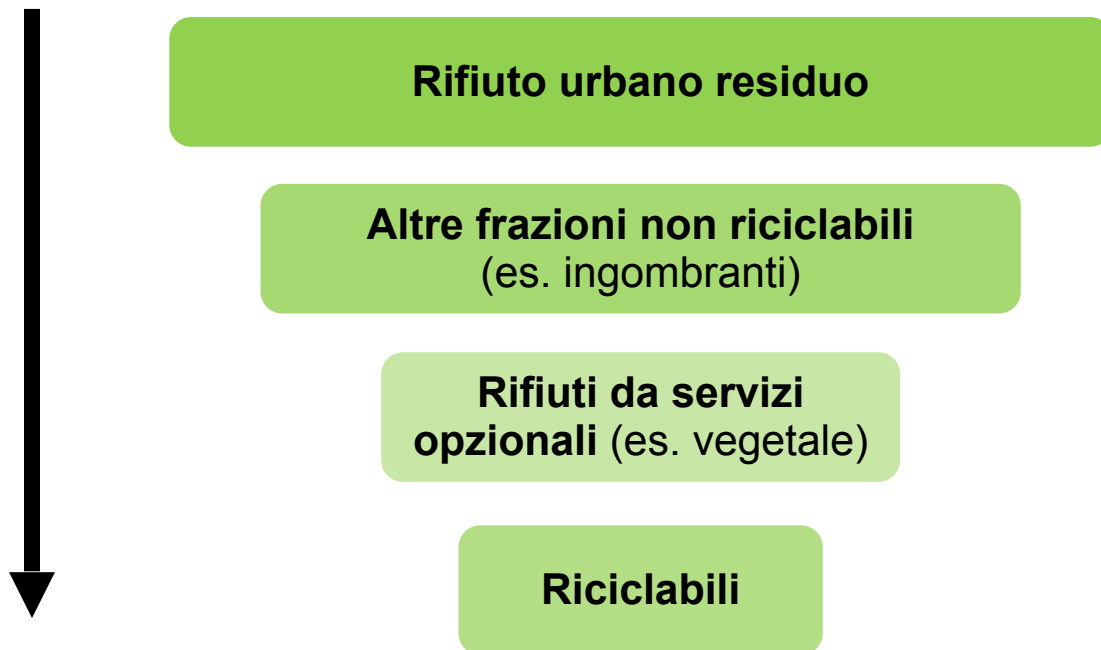 Rifiuto urbano residuo
Altre frazioni non riciclabili
(es. ingombranti)
Rifiuti da servizi
opzionali (es. vegetale)
Riciclabili